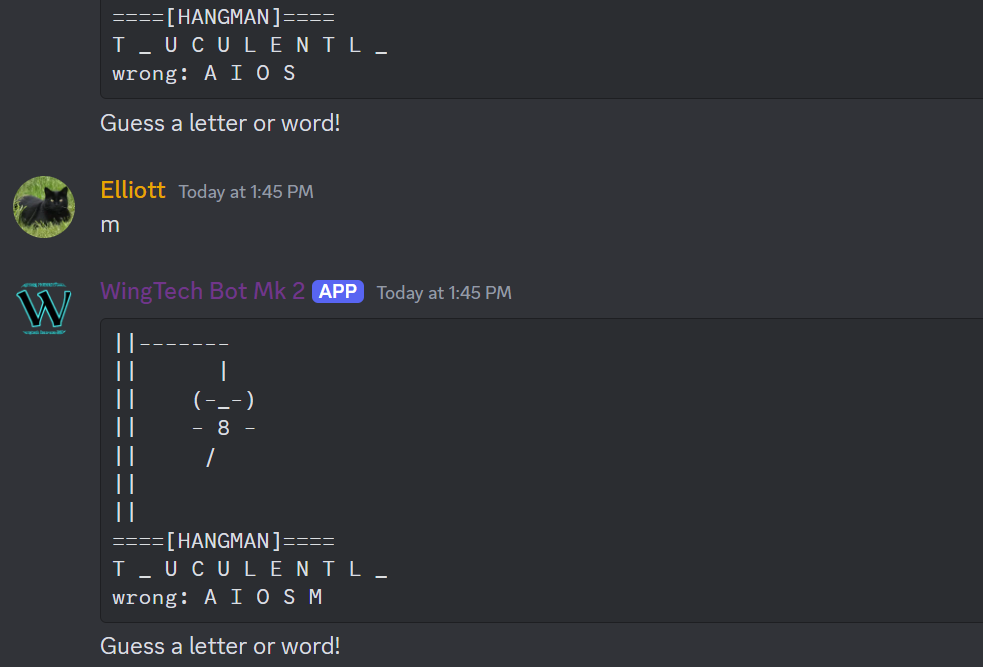 ====[HANGMAN]====
T _ U C U L E N T L _
wrong: A I O S
Guess a letter or word!
Elliott Today at 1:45 PM
m
WingTech Bot Mk 2 APP Today at 1:45 PM
||-------
||      |
||    (-_-)
||    - 8 -
||     /
||
||
====[HANGMAN]====
T _ U C U L E N T L _
wrong: A I O S M
Guess a letter or word!